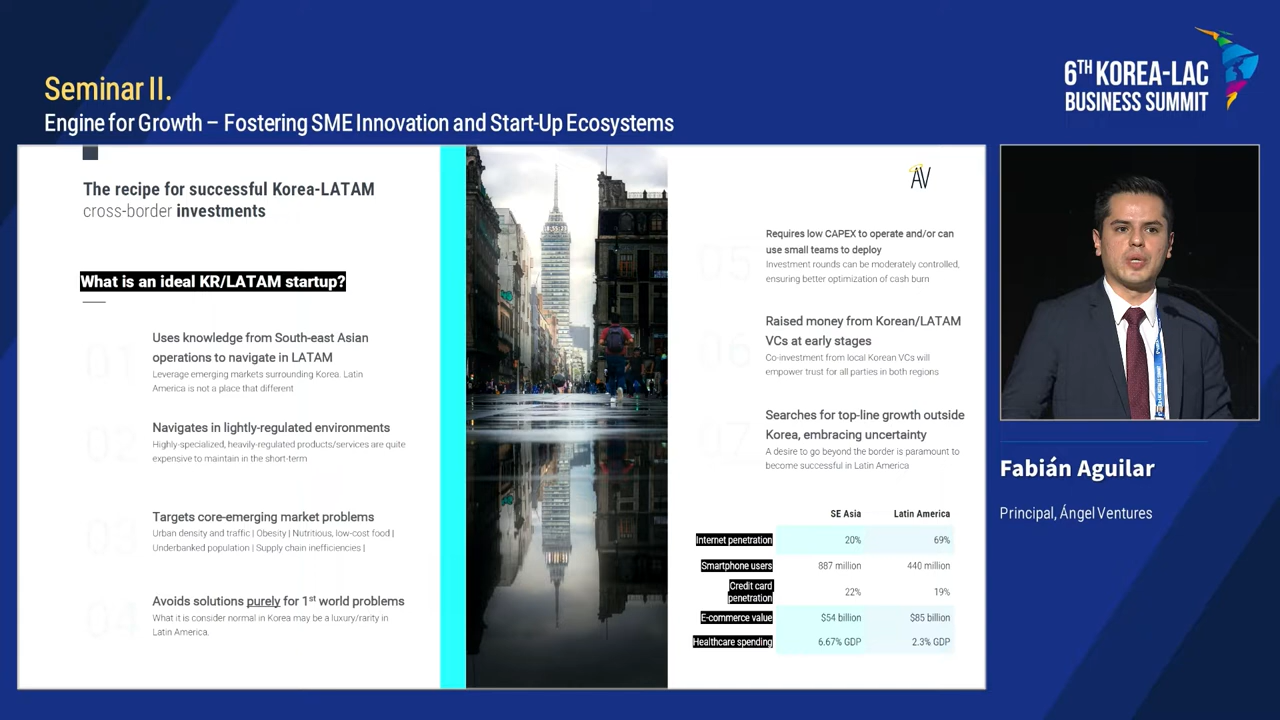 Seminar II.
Engine for Growth – Fostering SME Innovation and Start-Up Ecosystems
6TH KOREA-LAC
BUSINESS SUMMIT
The recipe for successful Korea-LATAM
cross-border investments
What is an ideal KR/LATAM startup?
01
Uses knowledge from South-east Asian
operations to navigate in LATAM
Leverage emerging markets surrounding Korea. Latin
America is not a place that different
02
Navigates in lightly-regulated environments
Highly-specialized, heavily-regulated products/services are quite
expensive to maintain in the short-term
03
Targets core-emerging market problems
Urban density and traffic | Obesity | Nutritious, low-cost food |
Underbanked population | Supply chain inefficiencies |
04
Avoids solutions purely for 1st world problems
What it is consider normal in Korea may be a luxury/rarity in
Latin America.
AV
05
Requires low CAPEX to operate and/or can
use small teams to deploy
Investment rounds can be moderately controlled,
ensuring better optimization of cash burn
06
Raised money from Korean/LATAM
VCs at early stages
Co-investment from local Korean VCs will
empower trust for all parties in both regions
07
Searches for top-line growth outside
Korea, embracing uncertainty
A desire to go beyond the border is paramount to
become successful in Latin America
SE Asia Latin America
Internet penetration 20% 69%
Smartphone users 887 million 440 million
Credit card
penetration 22% 19%
E-commerce value $54 billion $85 billion
Healthcare spending 6.67% GDP 2.3% GDP
Fabián Aguilar
Principal, Ángel Ventures